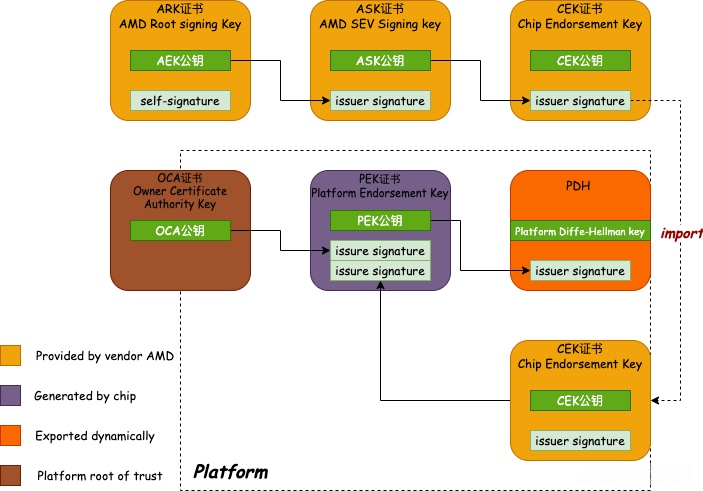 ARK证书
AMD Root signing Key
AEK公钥
self-signature
ASK证书
AMD SEV Signing key
ASK公钥
issuer signature
CEK证书
Chip Endorsement Key
CEK公钥
issuer signature
OCA证书
Owner Certificate
Authority Key
OCA公钥
PEK证书
Platform Endorsement Key
PEK公钥
issure signature
issure signature
PDH
Platform Diffe-Hellman key
issuer signature
import
CEK证书
Chip Endorsement Key
CEK公钥
issuer signature
Provided by vendor AMD
Generated by chip
Exported dynamically
Platform root of trust
Platform